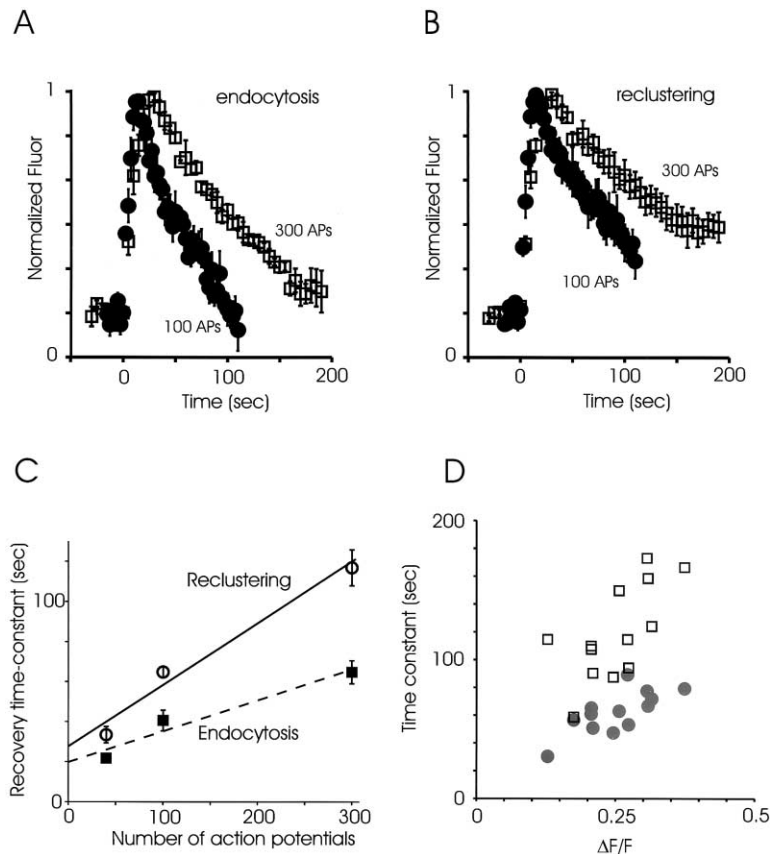 A
B
1
endocytosis
Normalized Fluor
300 APs
100 APs
0
0 100 200
Time (sec)
1
reclustering
Normalized Fluor
300 APs
100 APs
0
0 100 200
Time (sec)
C
D
Recovery time-constant (sec)
100
0
Reclustering
Endocytosis
0 100 200 300
Number of action potentials
Time constant (sec)
200
100
0
0 0.25 0.5
ΔF/F